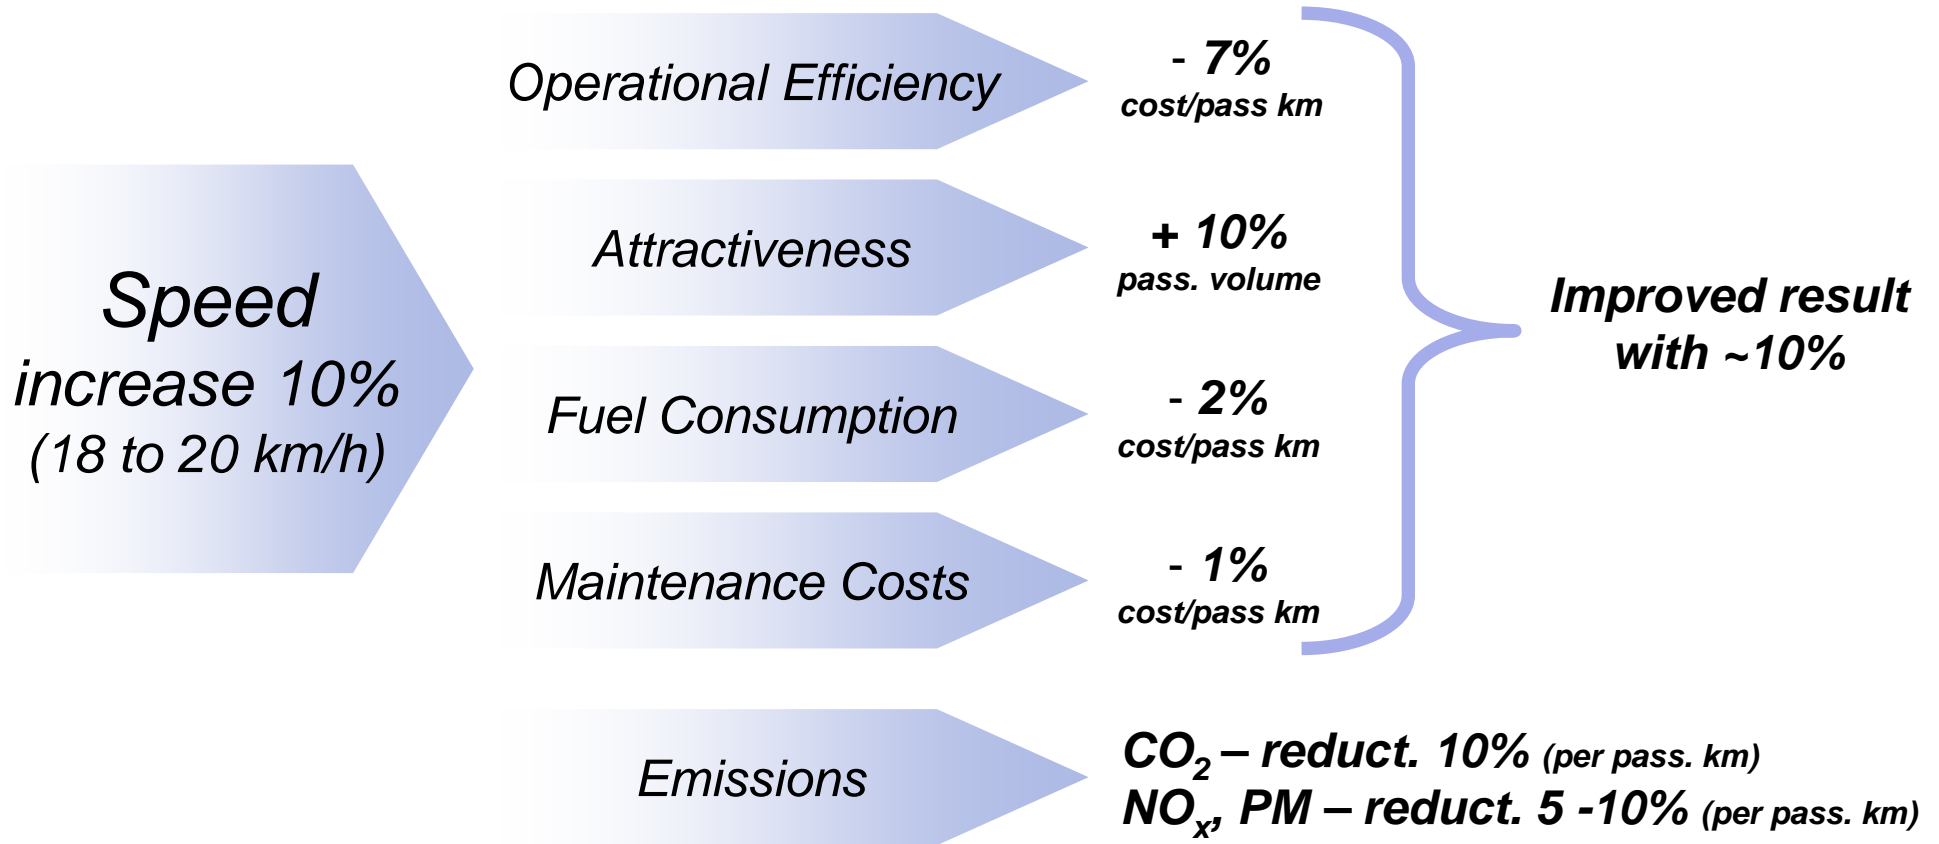 Speed
increase 10%
(18 to 20 km/h)
Operational Efficiency
- 7%
cost/pass km
Attractiveness
+ 10%
pass. volume
Fuel Consumption
- 2%
cost/pass km
Maintenance Costs
- 1%
cost/pass km
Improved result
with ~10%
Emissions
CO₂ – reduct. 10% (per pass. km)
NOₓ, PM – reduct. 5 -10% (per pass. km)